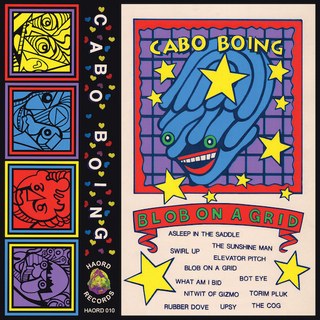 CABO BOING
HAORD
RECORDS
HAORD 010
CABO BOING
BLOB ON A GRID
ASLEEP IN THE SADDLE
SWIRL UP
THE SUNSHINE MAN
ELEVATOR PITCH
BLOB ON A GRID
WHAT AM I BID
BOT EYE
NITWIT OF GIZMO
TORIM PLUK
RUBBER DOVE
UPSY
THE COG